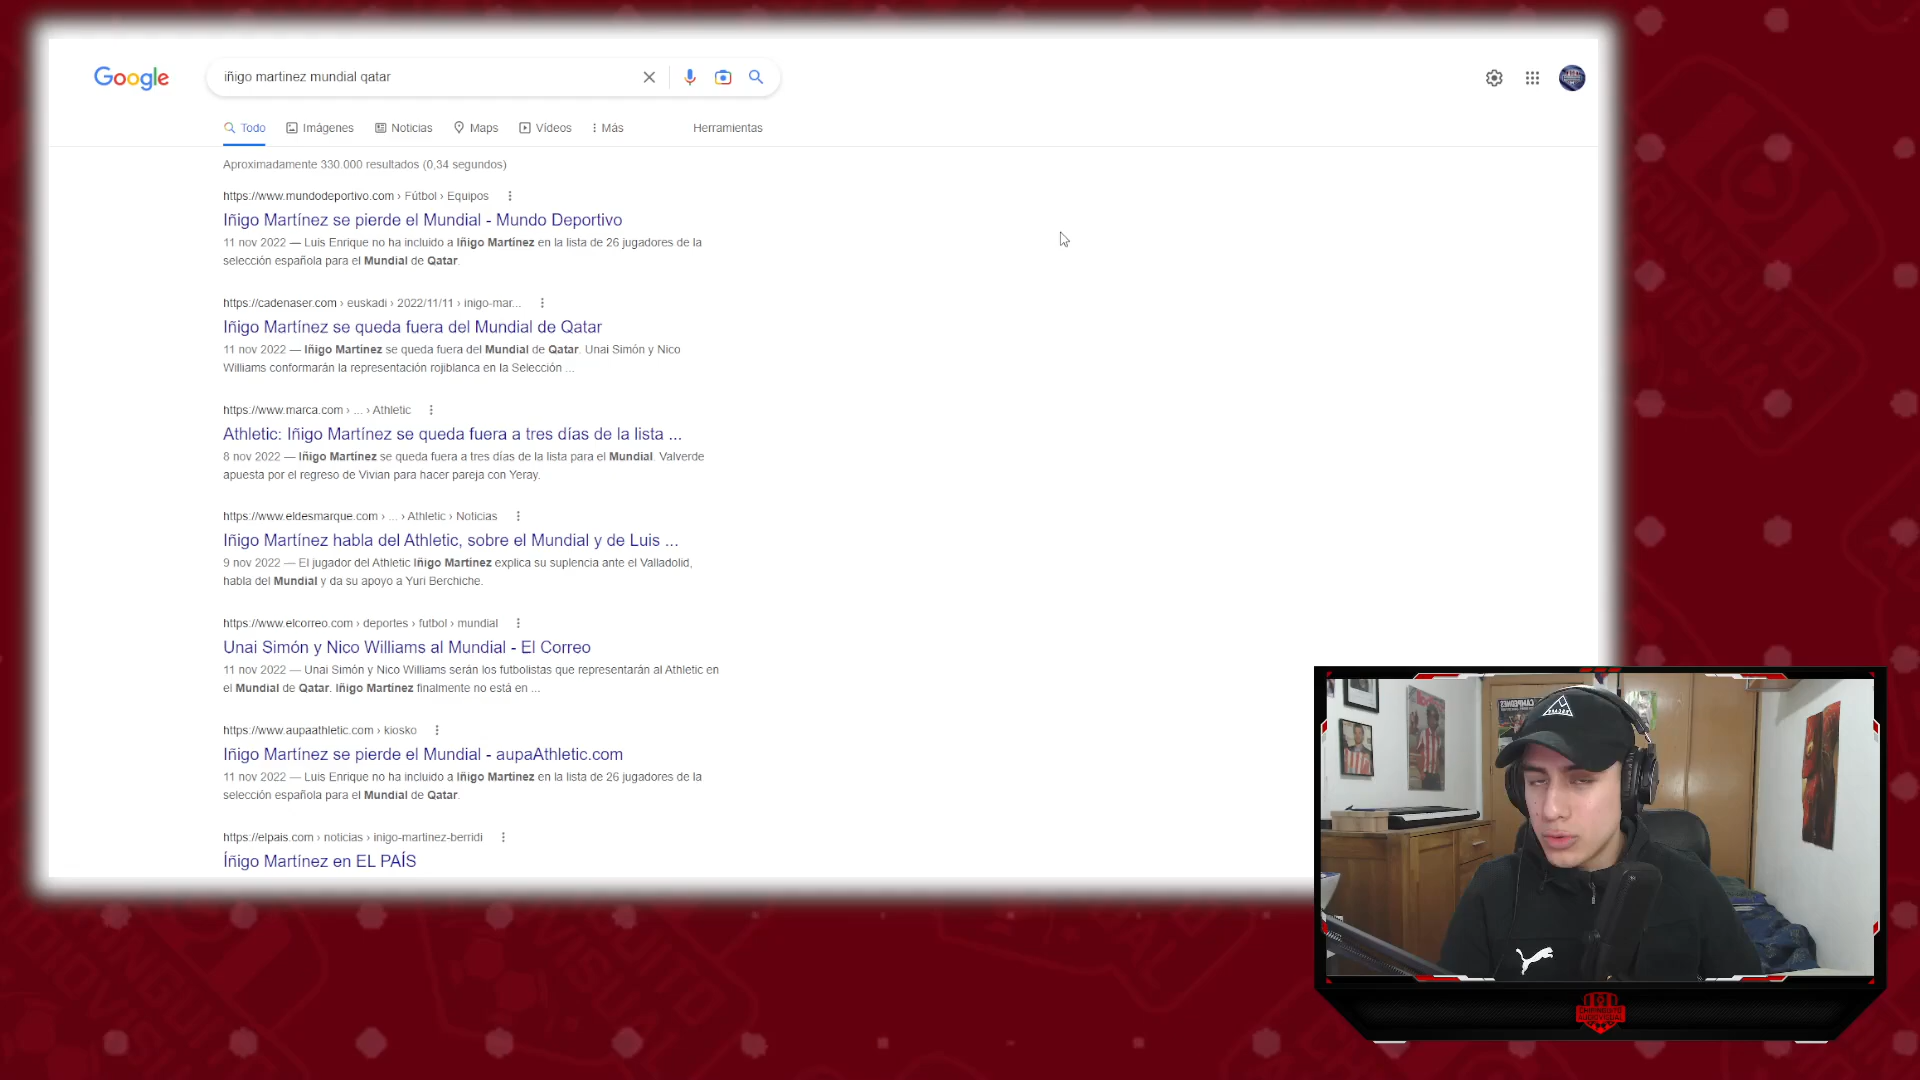 Google
iñigo martinez mundial qatar
Todo Imágenes Noticias Maps Vídeos Más Herramientas
Aproximadamente 330.000 resultados (0,34 segundos)
https://www.mundodeportivo.com › Fútbol › Equipos
Iñigo Martínez se pierde el Mundial - Mundo Deportivo
11 nov 2022 — Luis Enrique no ha incluido a Iñigo Martínez en la lista de 26 jugadores de la
selección española para el Mundial de Qatar.
https://cadenaser.com › euskadi › 2022/11/11 › inigo-mar...
Iñigo Martínez se queda fuera del Mundial de Qatar
11 nov 2022 — Iñigo Martínez se queda fuera del Mundial de Qatar. Unai Simón y Nico
Williams conformarán la representación rojiblanca en la Selección ...
https://www.marca.com › ... › Athletic
Athletic: Iñigo Martínez se queda fuera a tres días de la lista ...
8 nov 2022 — Iñigo Martínez se queda fuera a tres días de la lista para el Mundial. Valverde
apuesta por el regreso de Vivian para hacer pareja con Yeray.
https://www.eldesmarque.com › ... › Athletic › Noticias
Iñigo Martínez habla del Athletic, sobre el Mundial y de Luis ...
9 nov 2022 — El jugador del Athletic Iñigo Martínez explica su suplencia ante el Valladolid,
habla del Mundial y da su apoyo a Yuri Berchiche.
https://www.elcorreo.com › deportes › futbol › mundial
Unai Simón y Nico Williams al Mundial - El Correo
11 nov 2022 — Unai Simón y Nico Williams serán los futbolistas que representarán al Athletic en
el Mundial de Qatar. Iñigo Martínez finalmente no está en ...
https://www.aupaathletic.com › kiosko
Iñigo Martínez se pierde el Mundial - aupaAthletic.com
11 nov 2022 — Luis Enrique no ha incluido a Iñigo Martínez en la lista de 26 jugadores de la
selección española para el Mundial de Qatar.
https://elpais.com › noticias › inigo-martinez-berridi
Íñigo Martínez en EL PAÍS
CHIRINGUITO
AUDIOVISUAL